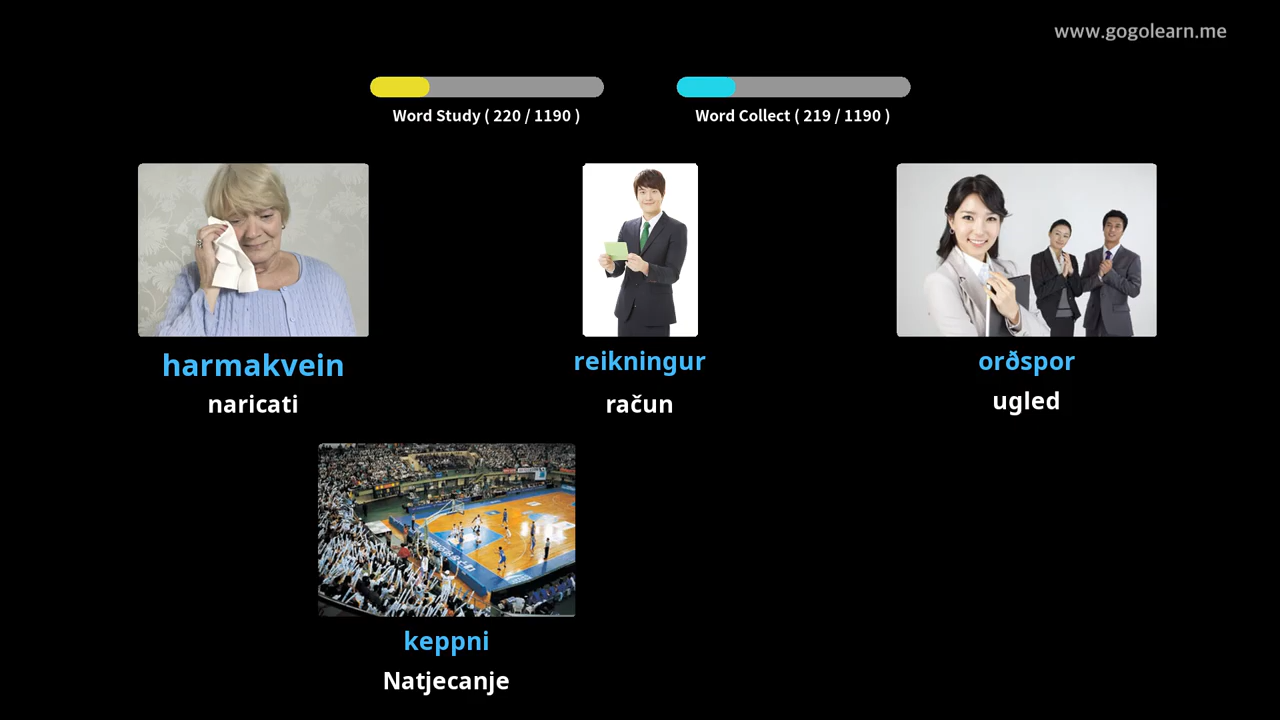 www.gogolearn.me
Word Study ( 220 / 1190 )
Word Collect ( 219 / 1190 )
harmakvein
naricati
reikningur
račun
orðspor
ugled
keppni
Natjecanje